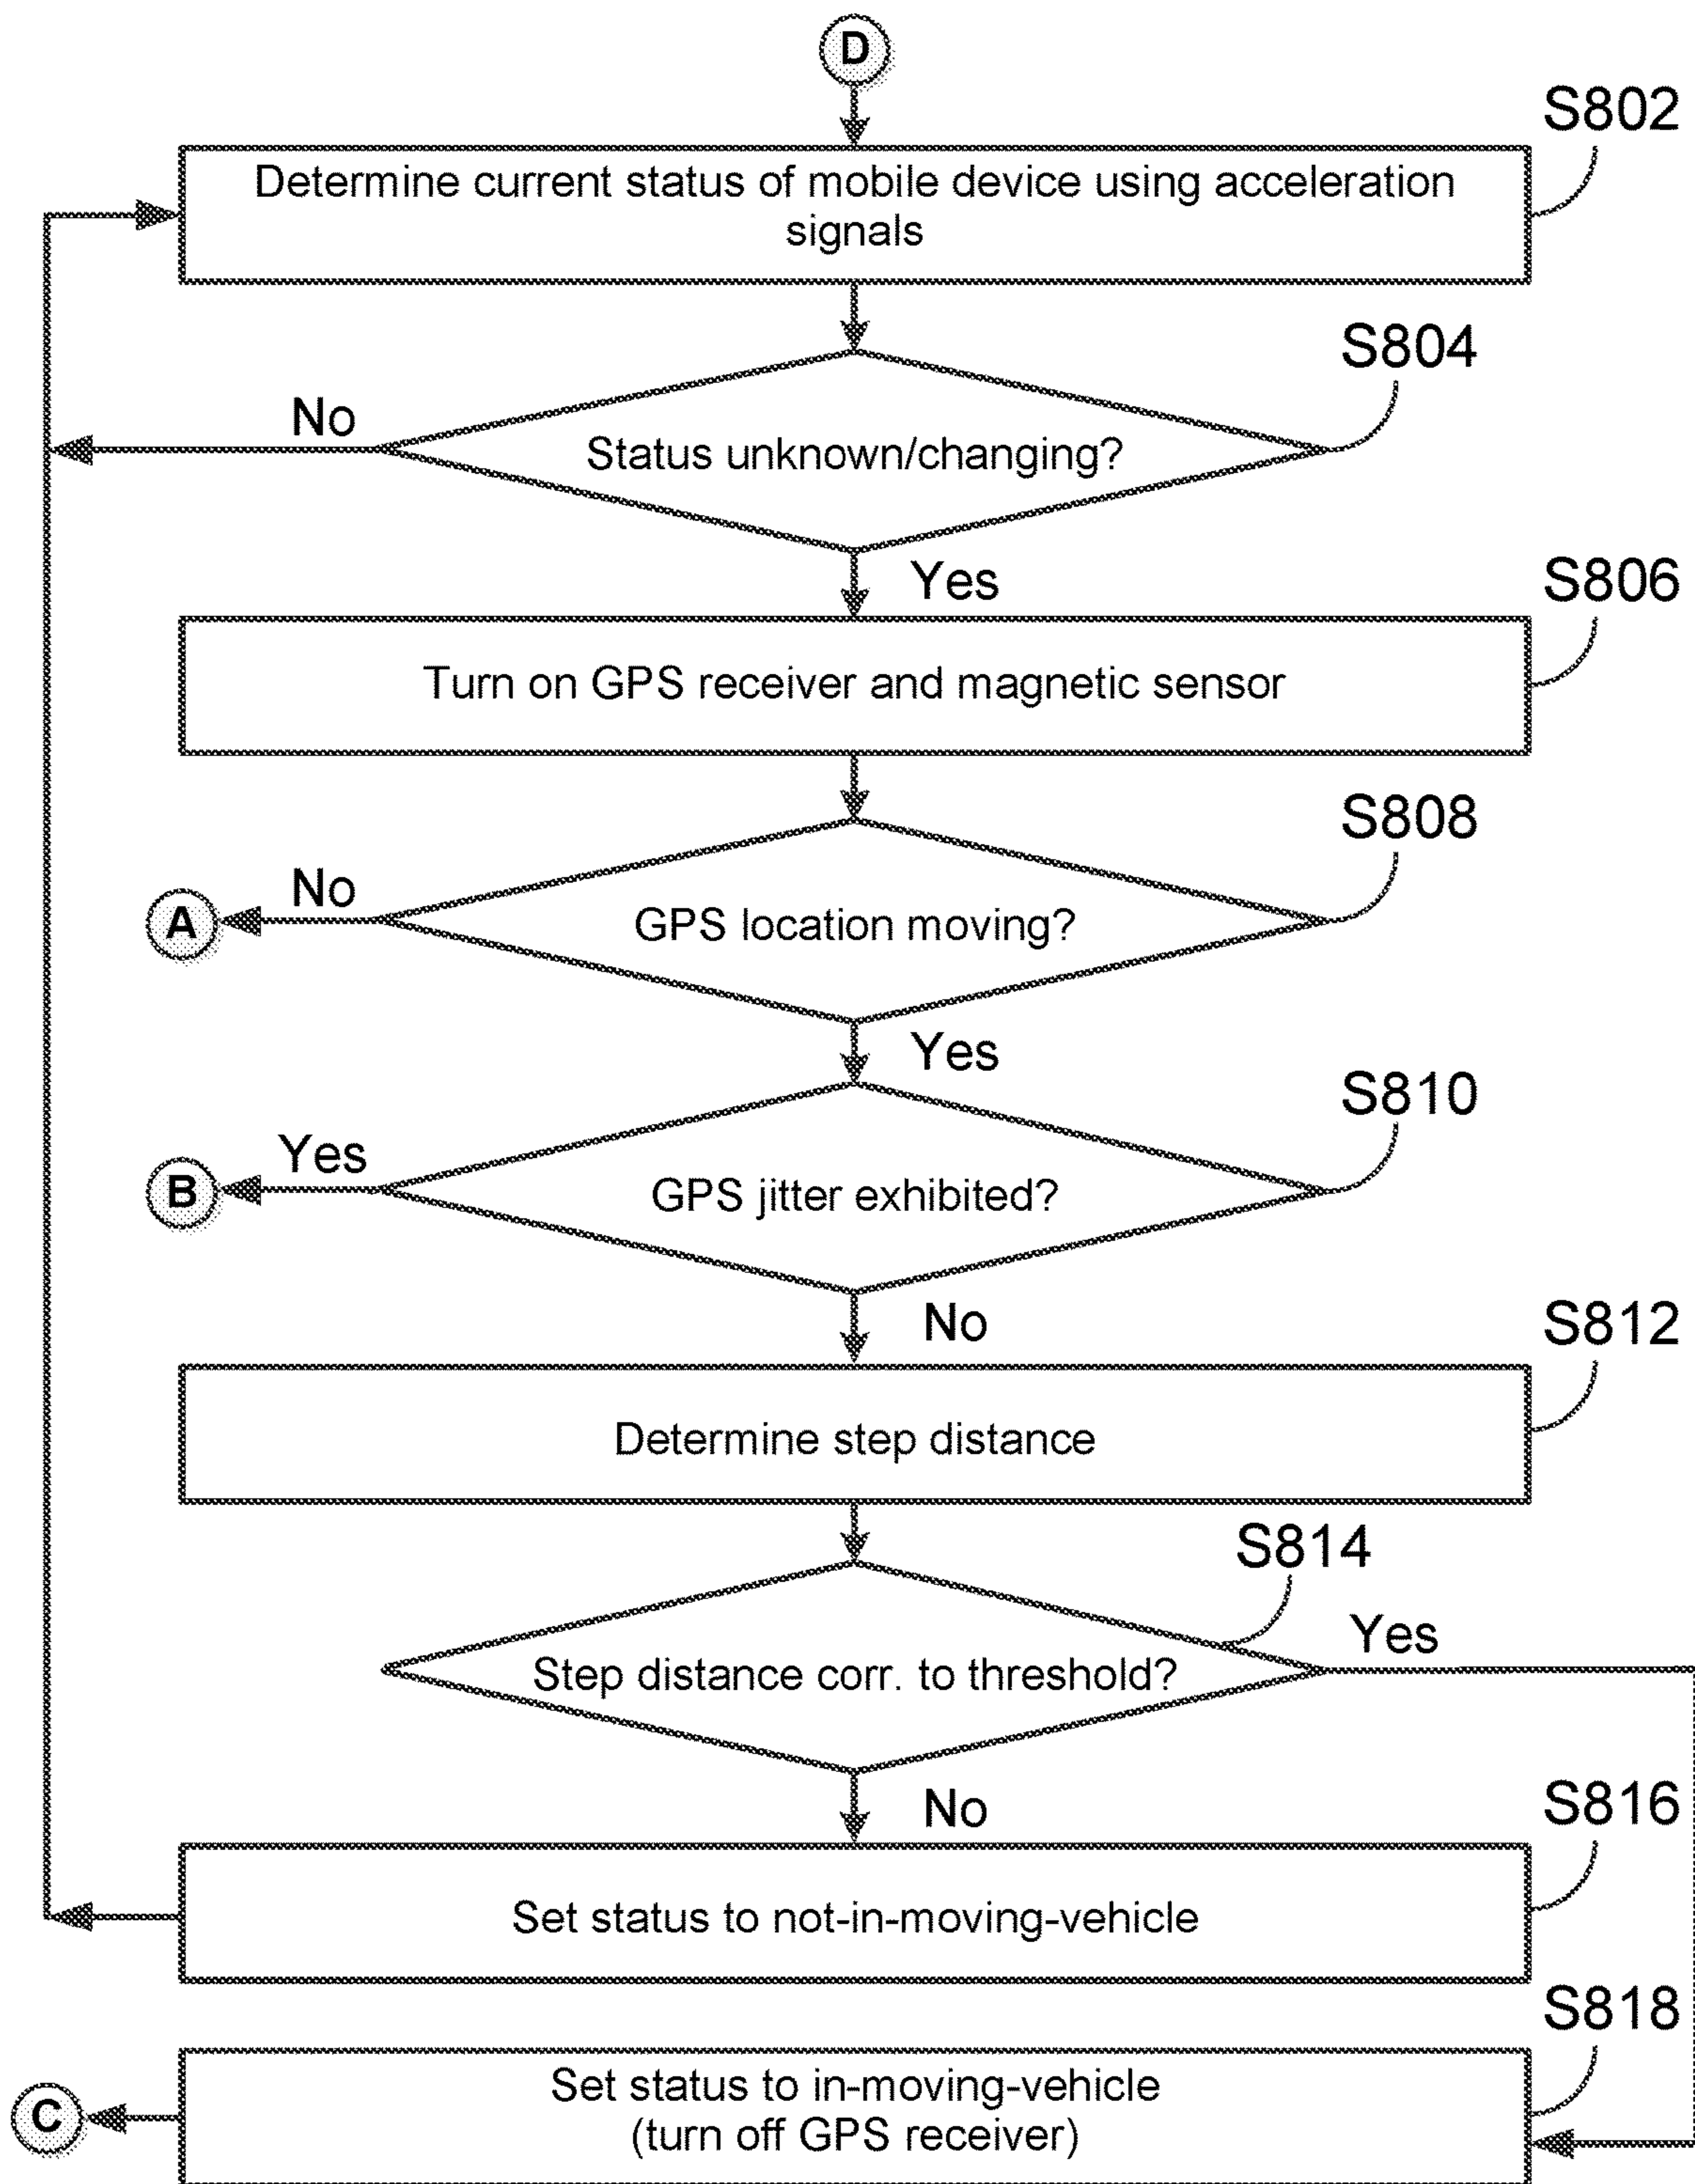 D
S802
Determine current status of mobile device using acceleration
signals
S804
No
Status unknown/changing?
Yes
S806
Turn on GPS receiver and magnetic sensor
S808
No
A
GPS location moving?
Yes
S810
Yes
B
GPS jitter exhibited?
No
S812
Determine step distance
S814
Yes
Step distance corr. to threshold?
No
S816
Set status to not-in-moving-vehicle
S818
Set status to in-moving-vehicle
C
(turn off GPS receiver)